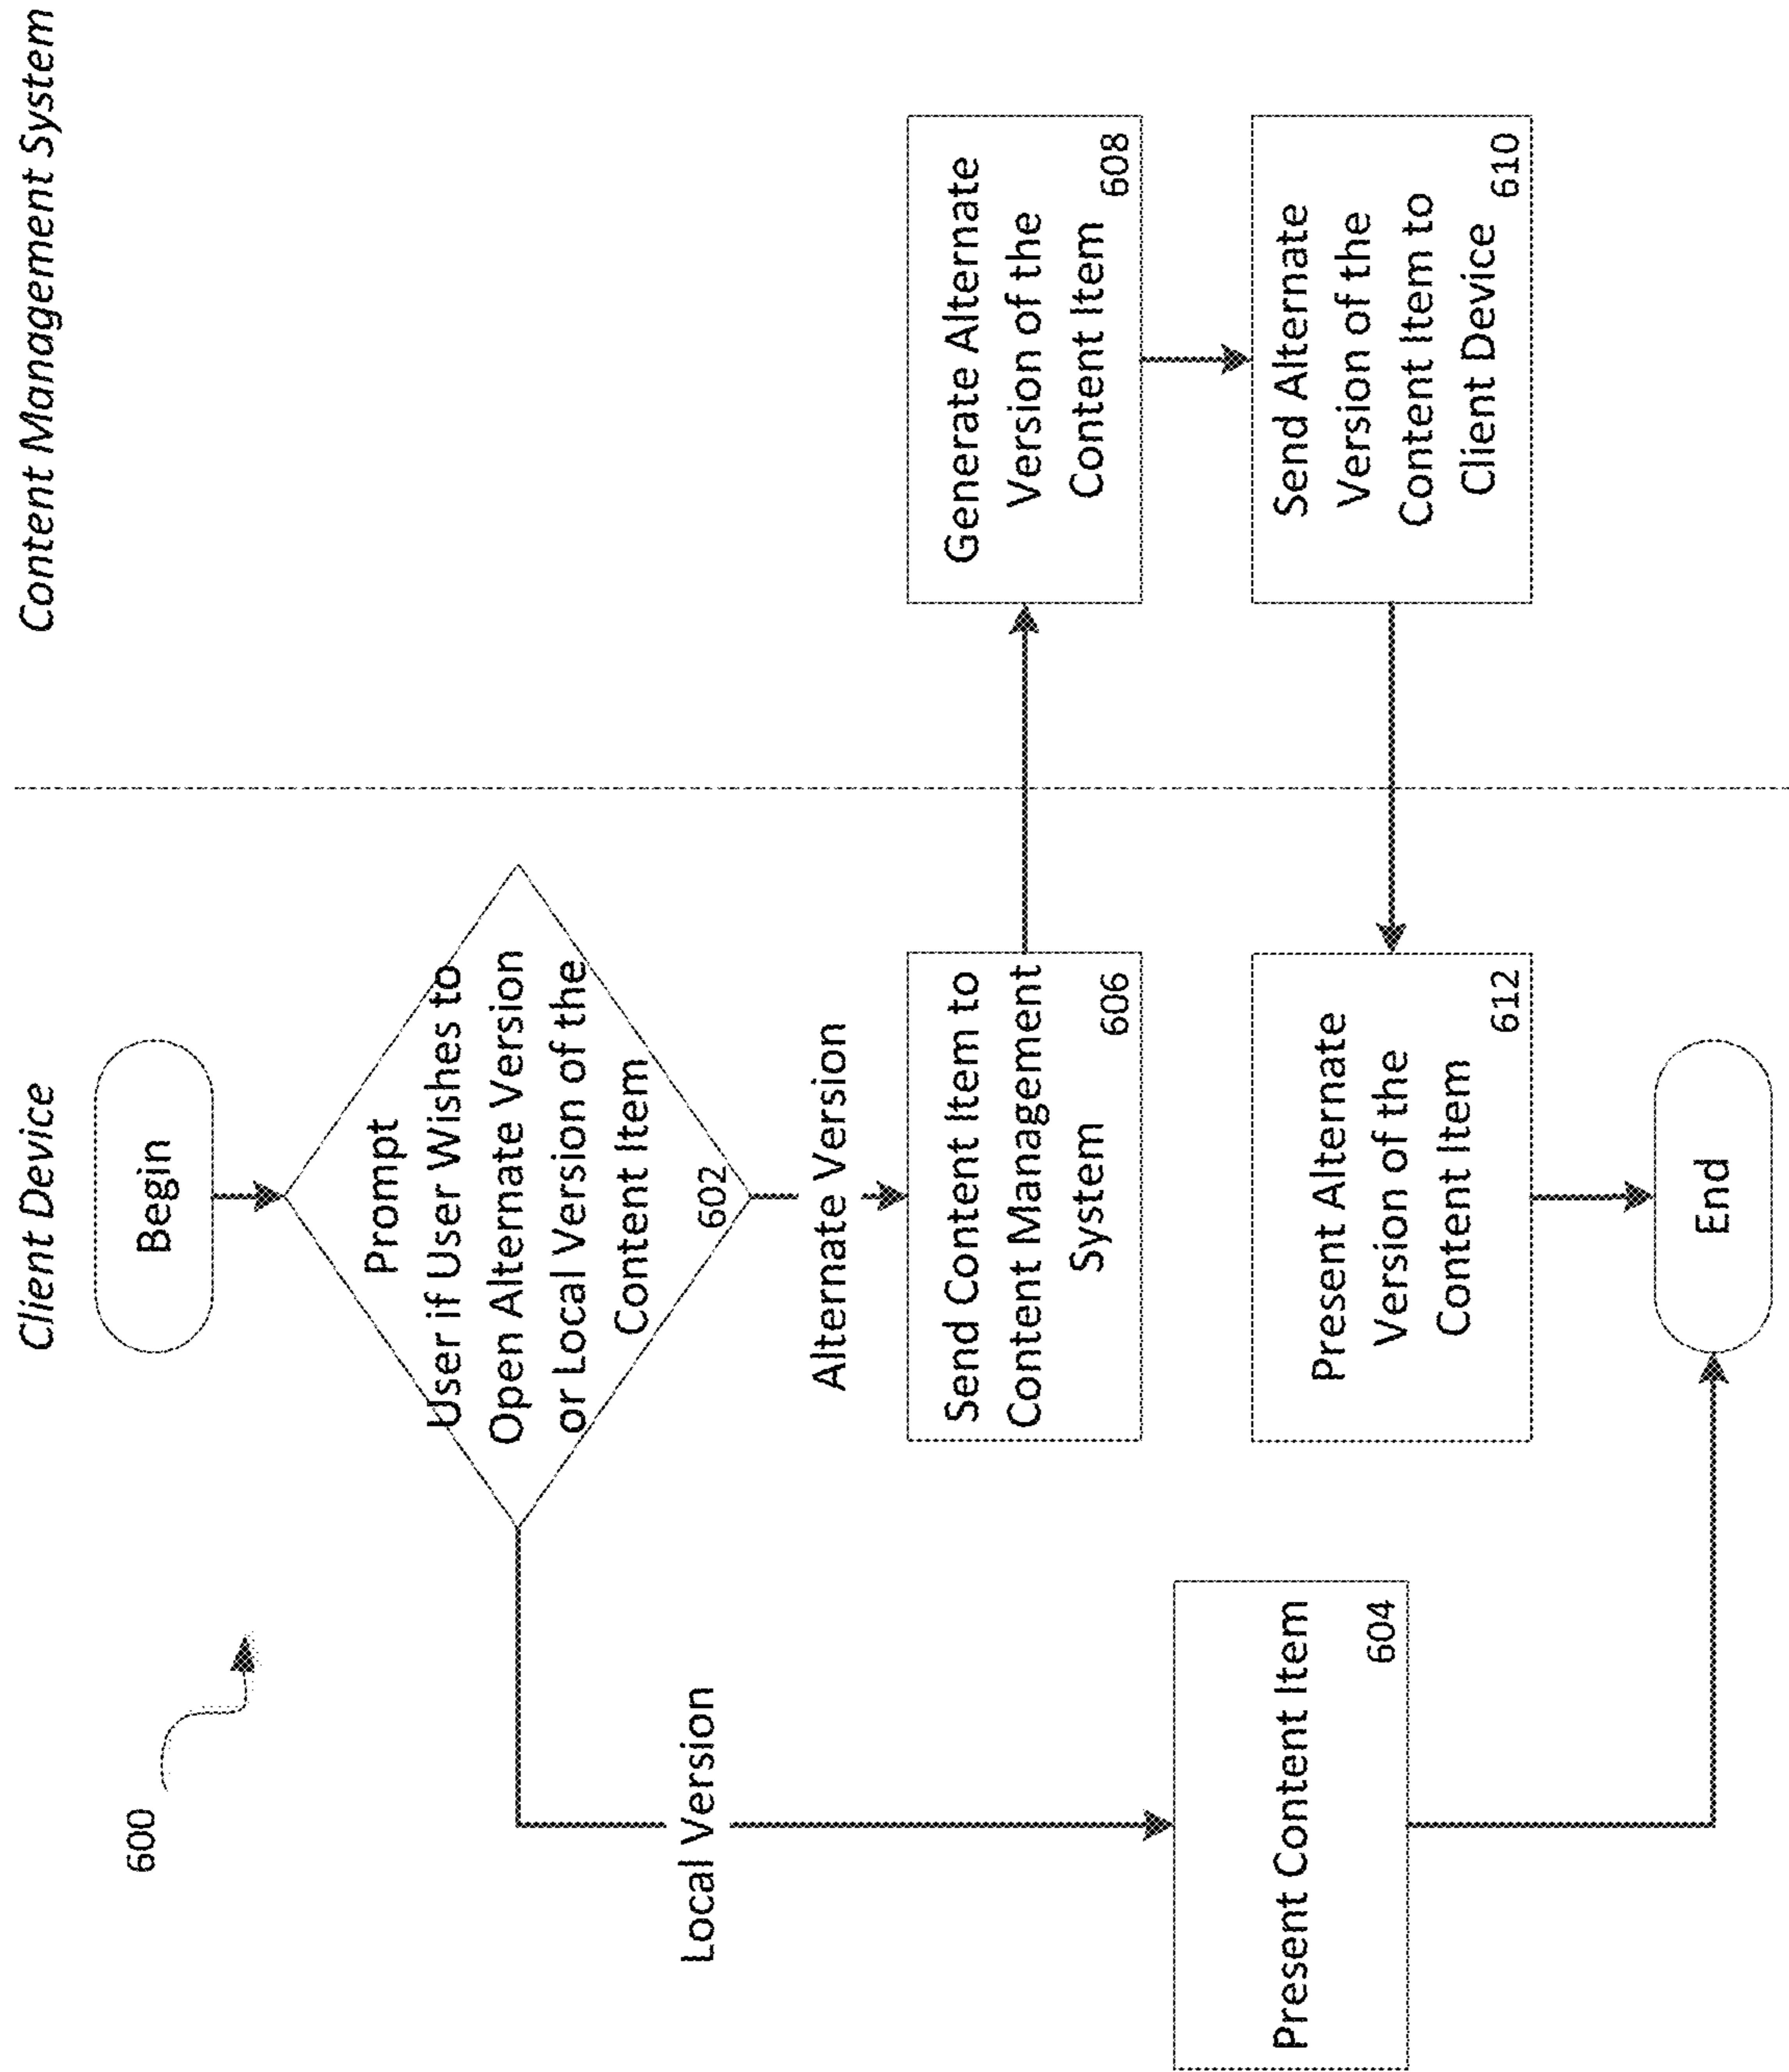 Client Device
Content Management System
600
Begin
Prompt
User if User Wishes to
Open Alternate Version
or Local Version of the
Content Item
602
Local Version
Alternate Version
Send Content Item to
Content Management
System
606
Generate Alternate
Version of the
Content Item
608
Present Content Item
604
Present Alternate
Version of the
Content Item
612
Send Alternate
Version of the
Content Item to
Client Device
610
End